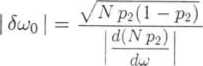 | δω₀ | = √(N p₂(1 − p₂)) / | d(N p₂)/dω |